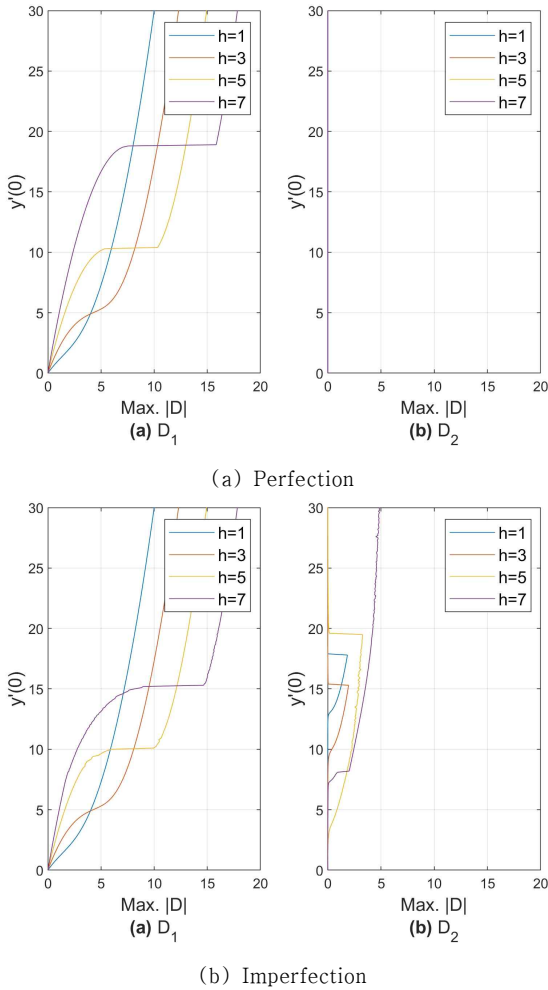 30
25
20
15
10
5
0
y'(0)
h=1
h=3
h=5
h=7
0 5 10 15 20
Max. |D|
(a) D1
30
25
20
15
10
5
0
y'(0)
h=1
h=3
h=5
h=7
0 5 10 15 20
Max. |D|
(b) D2
(a) Perfection
30
25
20
15
10
5
0
y'(0)
h=1
h=3
h=5
h=7
0 5 10 15 20
Max. |D|
(a) D1
30
25
20
15
10
5
0
y'(0)
h=1
h=3
h=5
h=7
0 5 10 15 20
Max. |D|
(b) D2
(b) Imperfection